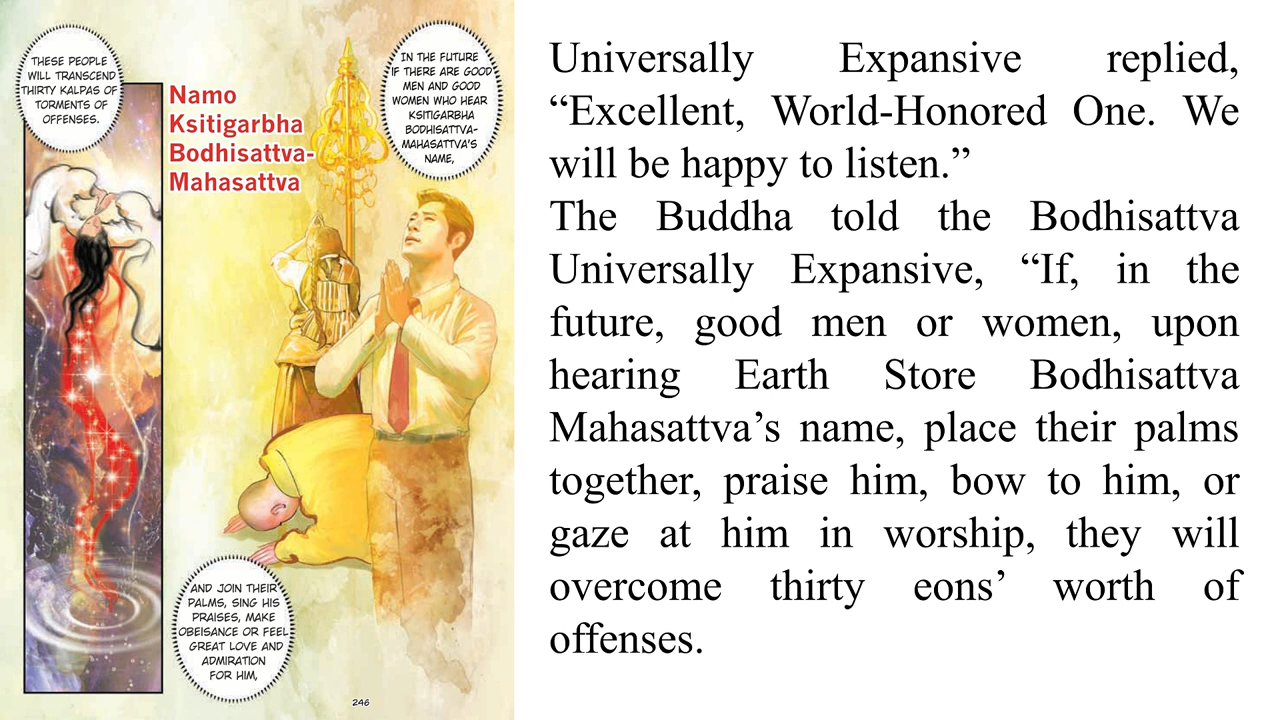 THESE PEOPLE
WILL TRANSCEND
THIRTY KALPAS OF
TORMENTS OF
OFFENSES.
Namo
Ksitigarbha
Bodhisattva-
Mahasattva
IN THE FUTURE
IF THERE ARE GOOD
MEN AND GOOD
WOMEN WHO HEAR
KSITIGARBHA
BODHISATTVA-
MAHASATTVA'S
NAME,
AND JOIN THEIR
PALMS, SING HIS
PRAISES, MAKE
OBEISANCE OR FEEL
GREAT LOVE AND
ADMIRATION
FOR HIM,
246
Universally Expansive replied,
“Excellent, World-Honored One. We
will be happy to listen.”
The Buddha told the Bodhisattva
Universally Expansive, “If, in the
future, good men or women, upon
hearing Earth Store Bodhisattva
Mahasattva’s name, place their palms
together, praise him, bow to him, or
gaze at him in worship, they will
overcome thirty eons’ worth of
offenses.